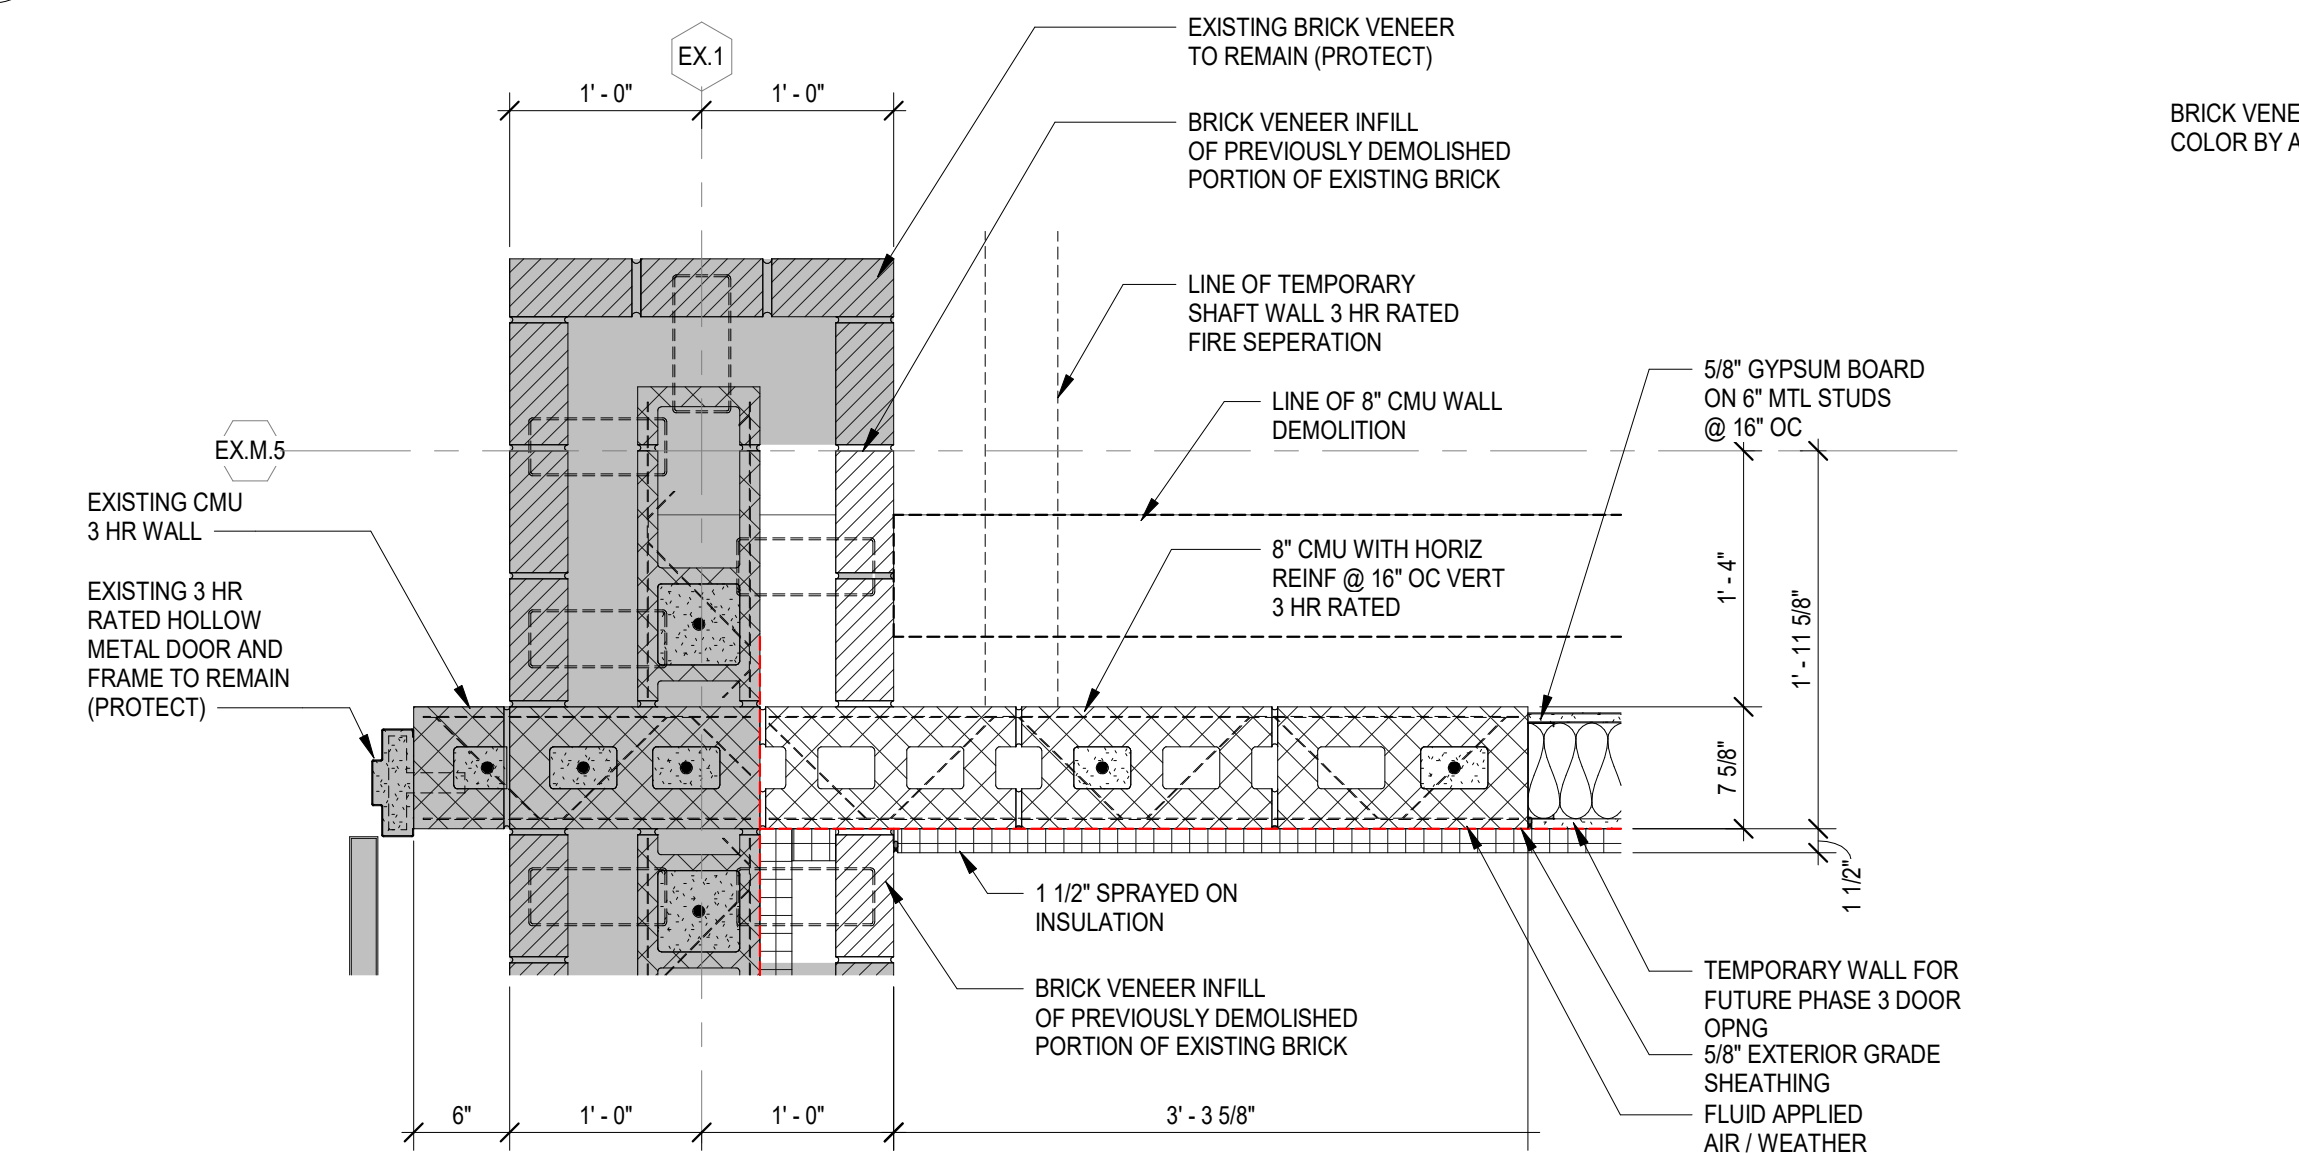 EX.1
1' - 0"
1' - 0"
EXISTING BRICK VENEER
TO REMAIN (PROTECT)
BRICK VENEER INFILL
OF PREVIOUSLY DEMOLISHED
PORTION OF EXISTING BRICK
BRICK VENE
COLOR BY A
LINE OF TEMPORARY
SHAFT WALL 3 HR RATED
FIRE SEPERATION
5/8" GYPSUM BOARD
ON 6" MTL STUDS
@ 16" OC
LINE OF 8" CMU WALL
DEMOLITION
EX.M.5
EXISTING CMU
3 HR WALL
8" CMU WITH HORIZ
REINF @ 16" OC VERT
3 HR RATED
EXISTING 3 HR
RATED HOLLOW
METAL DOOR AND
FRAME TO REMAIN
(PROTECT)
1' - 4"
1' - 11 5/8"
7 5/8"
1 1/2"
1 1/2" SPRAYED ON
INSULATION
BRICK VENEER INFILL
OF PREVIOUSLY DEMOLISHED
PORTION OF EXISTING BRICK
TEMPORARY WALL FOR
FUTURE PHASE 3 DOOR
OPNG
5/8" EXTERIOR GRADE
SHEATHING
FLUID APPLIED
AIR / WEATHER
6"
1' - 0"
1' - 0"
3' - 3 5/8"